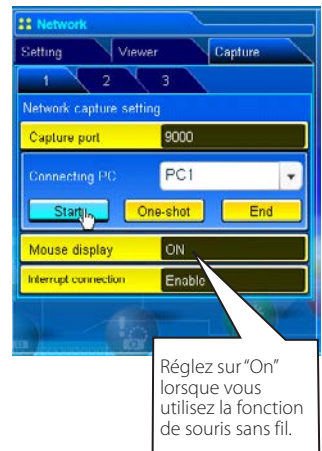 Network
Setting Viewer Capture
1 2 3
Network capture setting
Capture port 9000
Connecting PC PC1
Start One-shot End
Mouse display ON
Interrupt connection Enable
Réglez sur "On"
lorsque vous
utilisez la fonction
de souris sans fil.